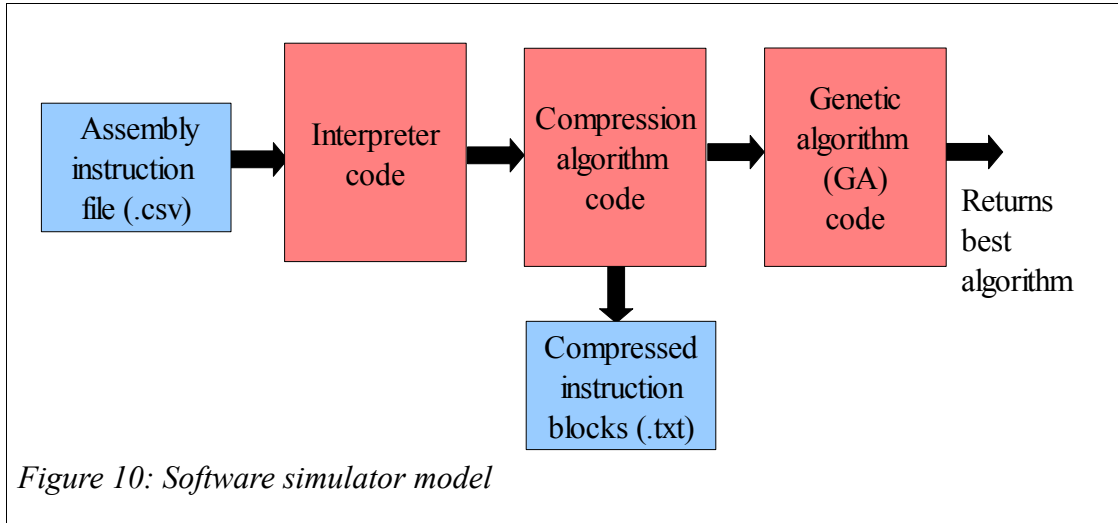 Assembly
instruction
file (.csv)
Interpreter
code
Compression
algorithm
code
Genetic
algorithm
(GA)
code
Returns
best
algorithm
Compressed
instruction
blocks (.txt)
Figure 10: Software simulator model